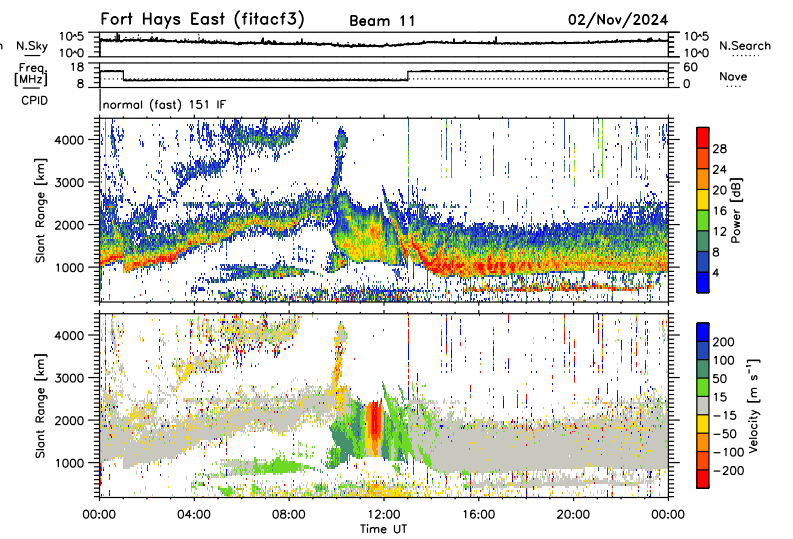 Fort Hays East (fitacf3) Beam 11 02/Nov/2024
N.Sky 10^5 10^0 10^5 10^0 N.Search
Freq. [MHz] 18 8 60 0 Nave
CPID normal (fast) 151 IF
Slant Range [km] 4000 3000 2000 1000
Power [dB] 28 24 20 16 12 8 4
Slant Range [km] 4000 3000 2000 1000
Velocity [m s⁻¹] 200 100 50 15 −15 −50 −100 −200
00:00 04:00 08:00 12:00 16:00 20:00 00:00
Time UT